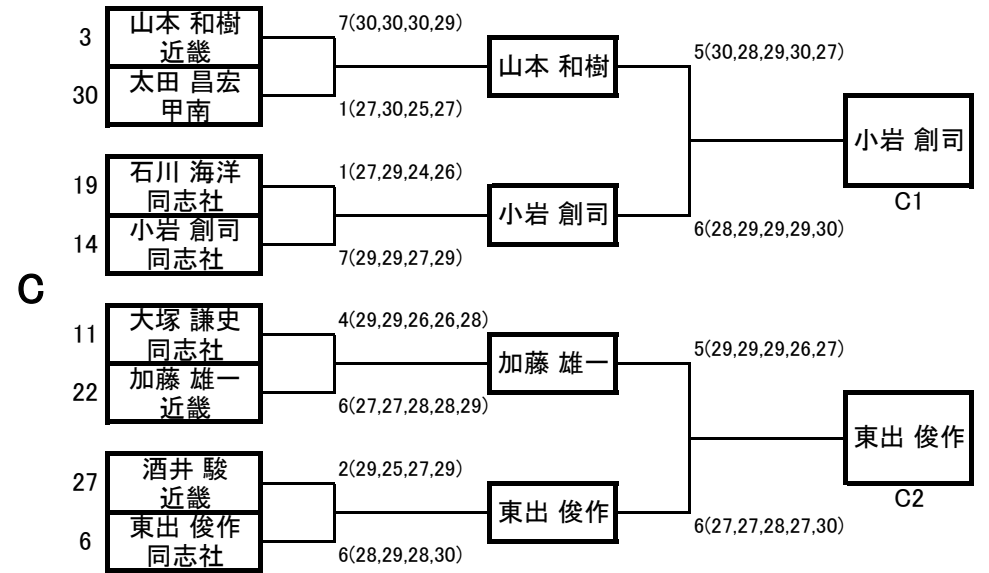 C
3
山本 和樹
近畿
30
太田 昌宏
甲南
7(30,30,30,29)
1(27,30,25,27)
山本 和樹
19
石川 海洋
同志社
14
小岩 創司
同志社
1(27,29,24,26)
7(29,29,27,29)
小岩 創司
5(30,28,29,30,27)
6(28,29,29,29,30)
小岩 創司
C1
11
大塚 謙史
同志社
22
加藤 雄一
近畿
4(29,29,26,26,28)
6(27,27,28,28,29)
加藤 雄一
27
酒井 駿
近畿
6
東出 俊作
同志社
2(29,25,27,29)
6(28,29,28,30)
東出 俊作
5(29,29,29,26,27)
6(27,27,28,27,30)
東出 俊作
C2